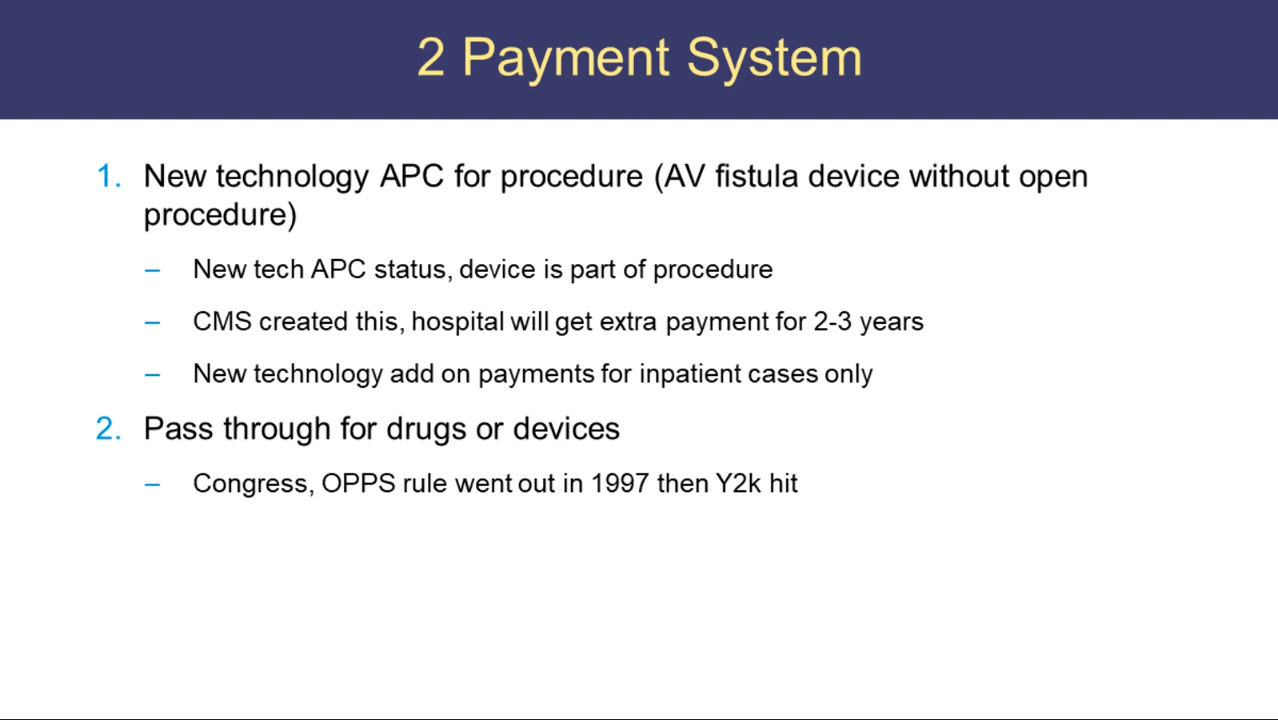 2 Payment System
1. New technology APC for procedure (AV fistula device without open
procedure)
– New tech APC status, device is part of procedure
– CMS created this, hospital will get extra payment for 2-3 years
– New technology add on payments for inpatient cases only
2. Pass through for drugs or devices
– Congress, OPPS rule went out in 1997 then Y2k hit